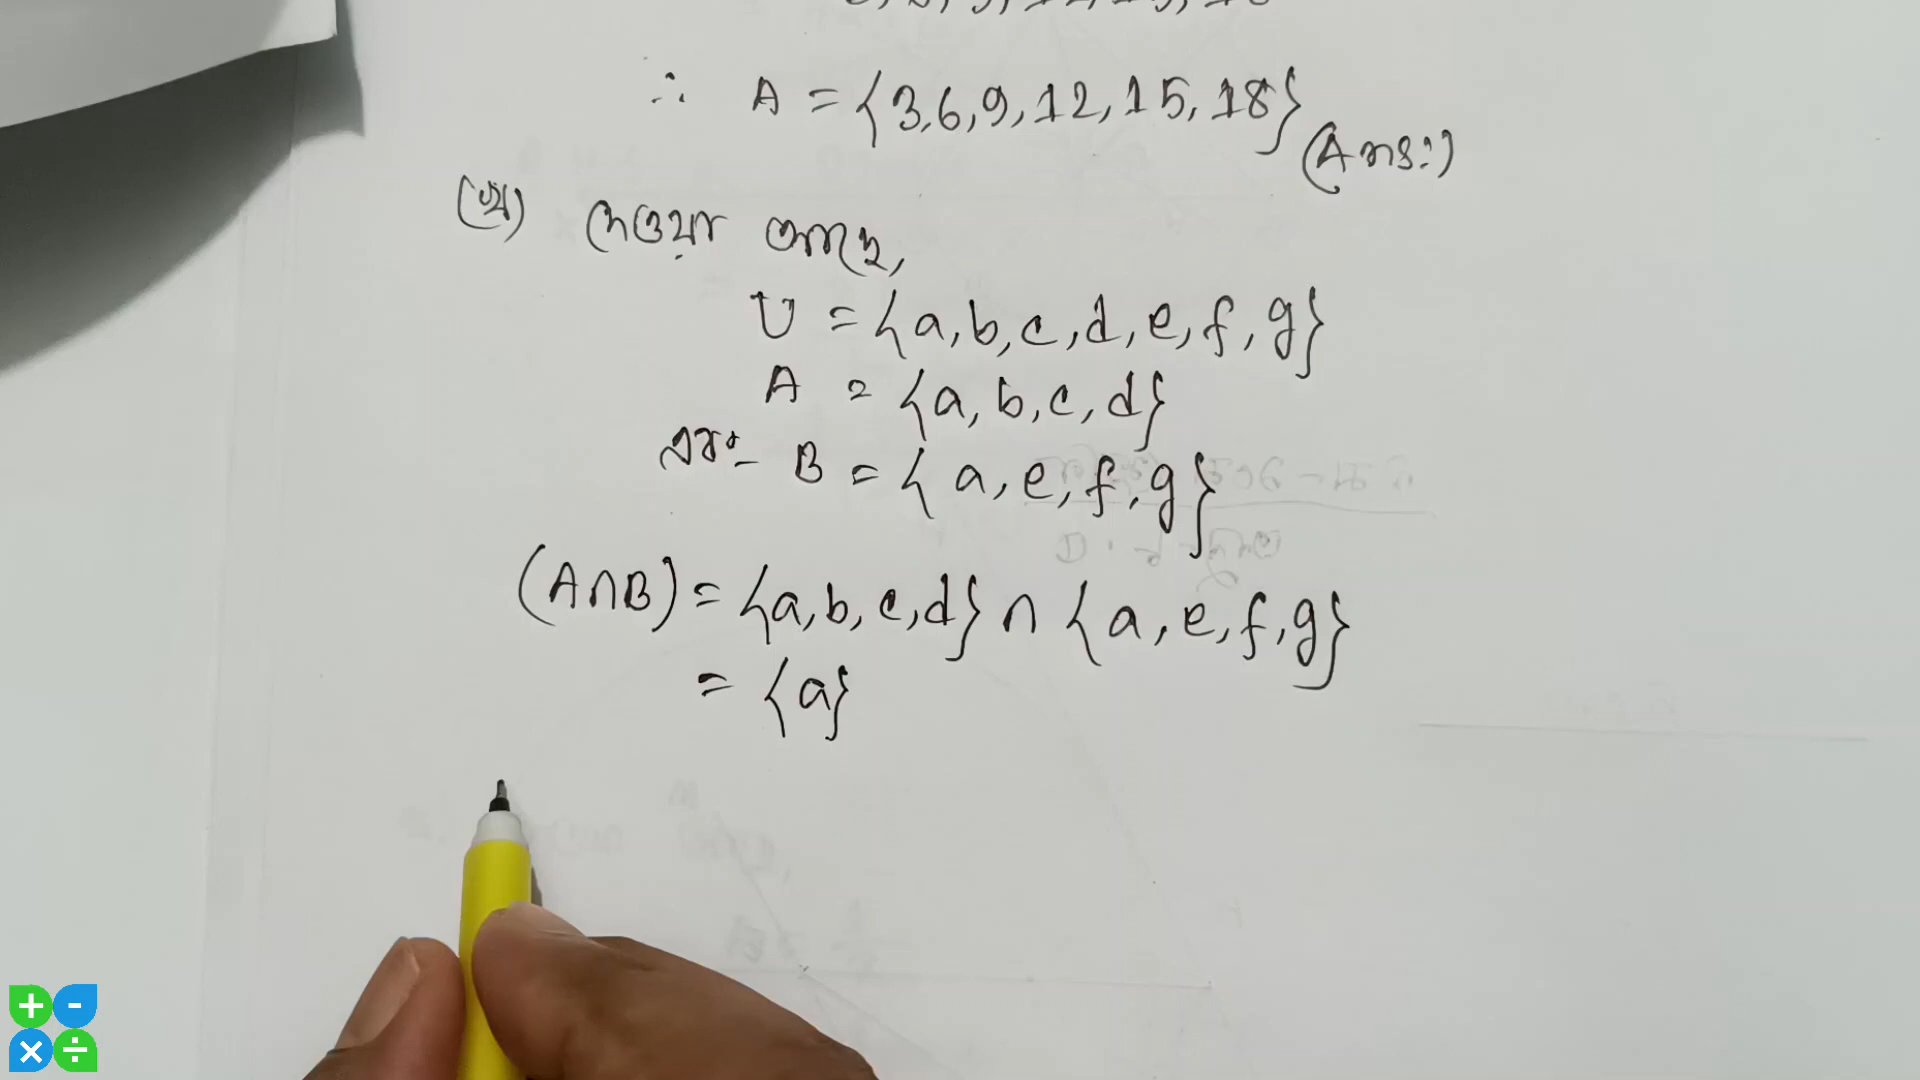 ∴ A = {3,6,9,12,15,18} (Ans:)
(খ) দেওয়া আছে,
U = {a,b,c,d,e,f,g}
A = {a,b,c,d}
এবং B = {a,e,f,g}
(A∩B) = {a,b,c,d} ∩ {a,e,f,g}
= {a}
+ -
× ÷